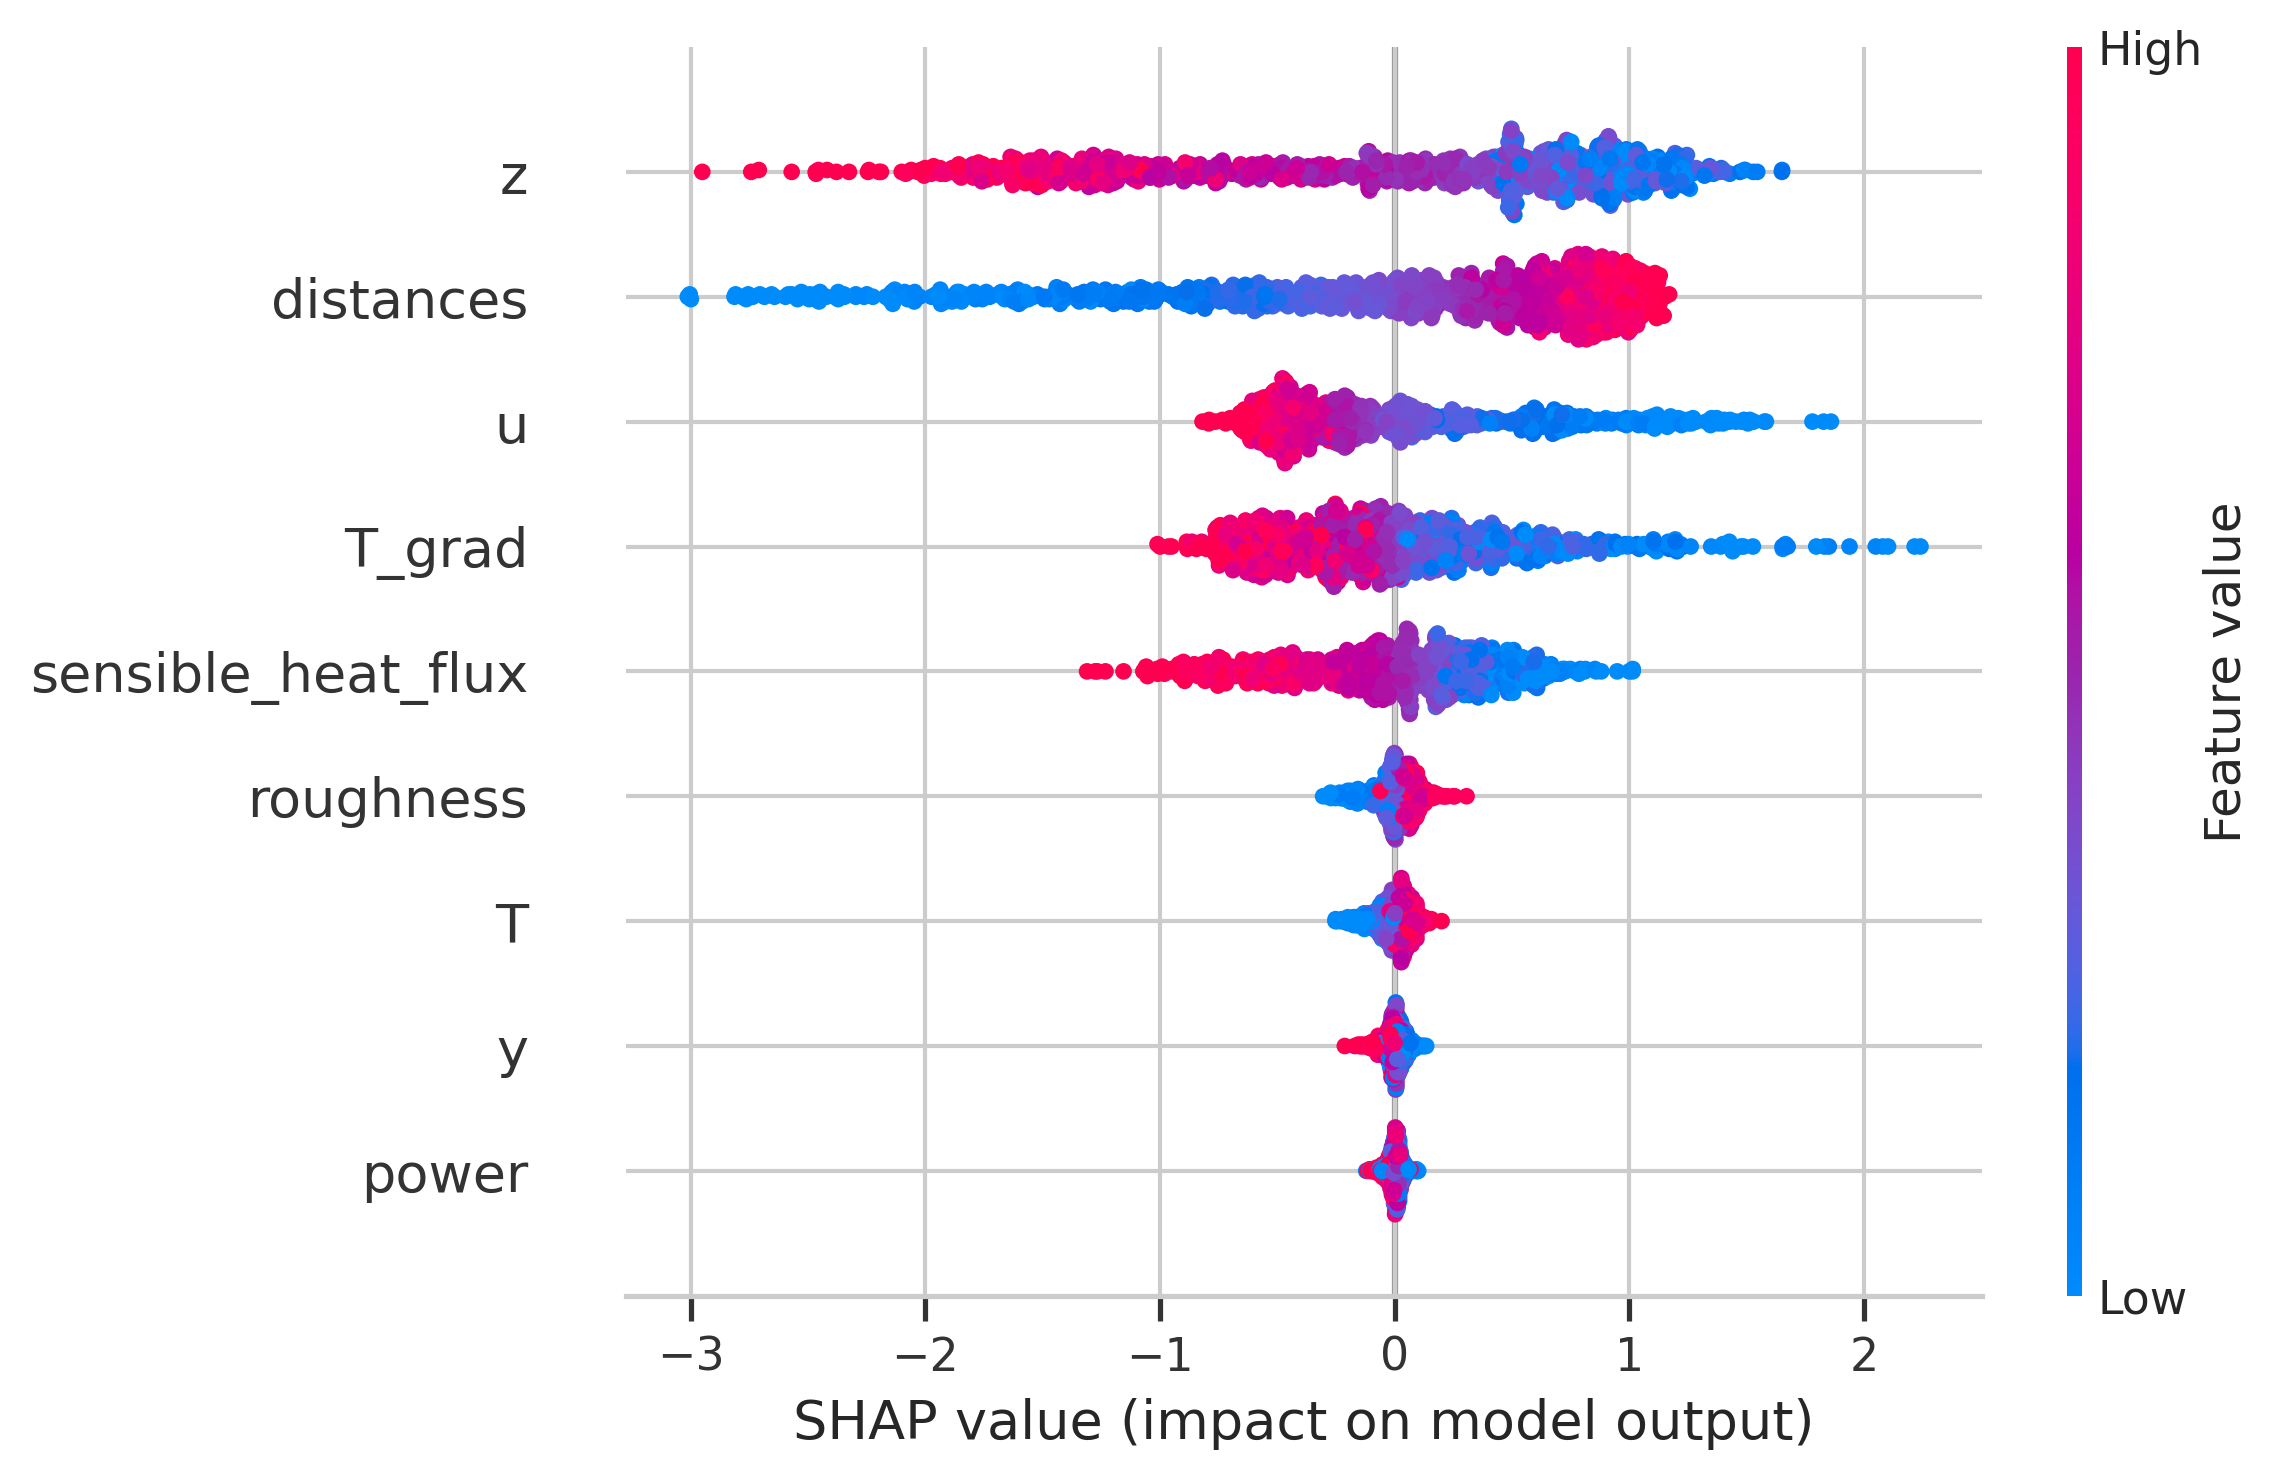 High
z
distances
u
T_grad
sensible_heat_flux
roughness
T
y
power
Feature value
Low
−3 −2 −1 0 1 2
SHAP value (impact on model output)